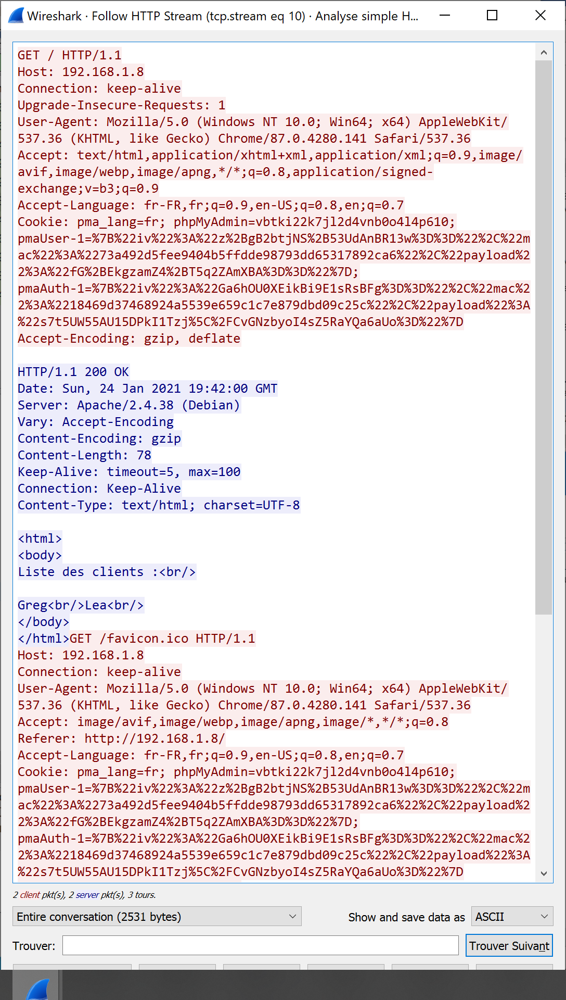 Wireshark · Follow HTTP Stream (tcp.stream eq 10) · Analyse simple H...
GET / HTTP/1.1
Host: 192.168.1.8
Connection: keep-alive
Upgrade-Insecure-Requests: 1
User-Agent: Mozilla/5.0 (Windows NT 10.0; Win64; x64) AppleWebKit/
537.36 (KHTML, like Gecko) Chrome/87.0.4280.141 Safari/537.36
Accept: text/html,application/xhtml+xml,application/xml;q=0.9,image/
avif,image/webp,image/apng,*/*;q=0.8,application/signed-
exchange;v=b3;q=0.9
Accept-Language: fr-FR,fr;q=0.9,en-US;q=0.8,en;q=0.7
Cookie: pma_lang=fr; phpMyAdmin=vbtki22k7jl2d4vnb0o4l4p610;
pmaUser-1=%7B%22iv%22%3A%22z%2BgB2btjNS%2B53UdAnBR13w%3D%3D%22%2C%22m
ac%22%3A%2273a492d5fee9404b5ffdde98793dd65317892ca6%22%2C%22payload%2
2%3A%22fG%2BEkgzamZ4%2BT5q2ZAmXBA%3D%3D%22%7D;
pmaAuth-1=%7B%22iv%22%3A%22Ga6hOU0XEikBi9E1sRsBFg%3D%3D%22%2C%22mac%2
2%3A%2218469d37468924a5539e659c1c7e879dbd09c25c%22%2C%22payload%22%3A
%22s7t5UW55AU15DPkI1Tzj%5C%2FCvGNzbyoI4sZ5RaYQa6aUo%3D%22%7D
Accept-Encoding: gzip, deflate
HTTP/1.1 200 OK
Date: Sun, 24 Jan 2021 19:42:00 GMT
Server: Apache/2.4.38 (Debian)
Vary: Accept-Encoding
Content-Encoding: gzip
Content-Length: 78
Keep-Alive: timeout=5, max=100
Connection: Keep-Alive
Content-Type: text/html; charset=UTF-8
<html>
<body>
Liste des clients :<br/>
Greg<br/>Lea<br/>
</body>
</html>GET /favicon.ico HTTP/1.1
Host: 192.168.1.8
Connection: keep-alive
User-Agent: Mozilla/5.0 (Windows NT 10.0; Win64; x64) AppleWebKit/
537.36 (KHTML, like Gecko) Chrome/87.0.4280.141 Safari/537.36
Accept: image/avif,image/webp,image/apng,image/*,*/*;q=0.8
Referer: http://192.168.1.8/
Accept-Language: fr-FR,fr;q=0.9,en-US;q=0.8,en;q=0.7
Cookie: pma_lang=fr; phpMyAdmin=vbtki22k7jl2d4vnb0o4l4p610;
pmaUser-1=%7B%22iv%22%3A%22z%2BgB2btjNS%2B53UdAnBR13w%3D%3D%22%2C%22m
ac%22%3A%2273a492d5fee9404b5ffdde98793dd65317892ca6%22%2C%22payload%2
2%3A%22fG%2BEkgzamZ4%2BT5q2ZAmXBA%3D%3D%22%7D;
pmaAuth-1=%7B%22iv%22%3A%22Ga6hOU0XEikBi9E1sRsBFg%3D%3D%22%2C%22mac%2
2%3A%2218469d37468924a5539e659c1c7e879dbd09c25c%22%2C%22payload%22%3A
%22s7t5UW55AU15DPkI1Tzj%5C%2FCvGNzbyoI4sZ5RaYQa6aUo%3D%22%7D
2 client pkt(s), 2 server pkt(s), 3 tours.
Entire conversation (2531 bytes)
Show and save data as ASCII
Trouver:
Trouver Suivant